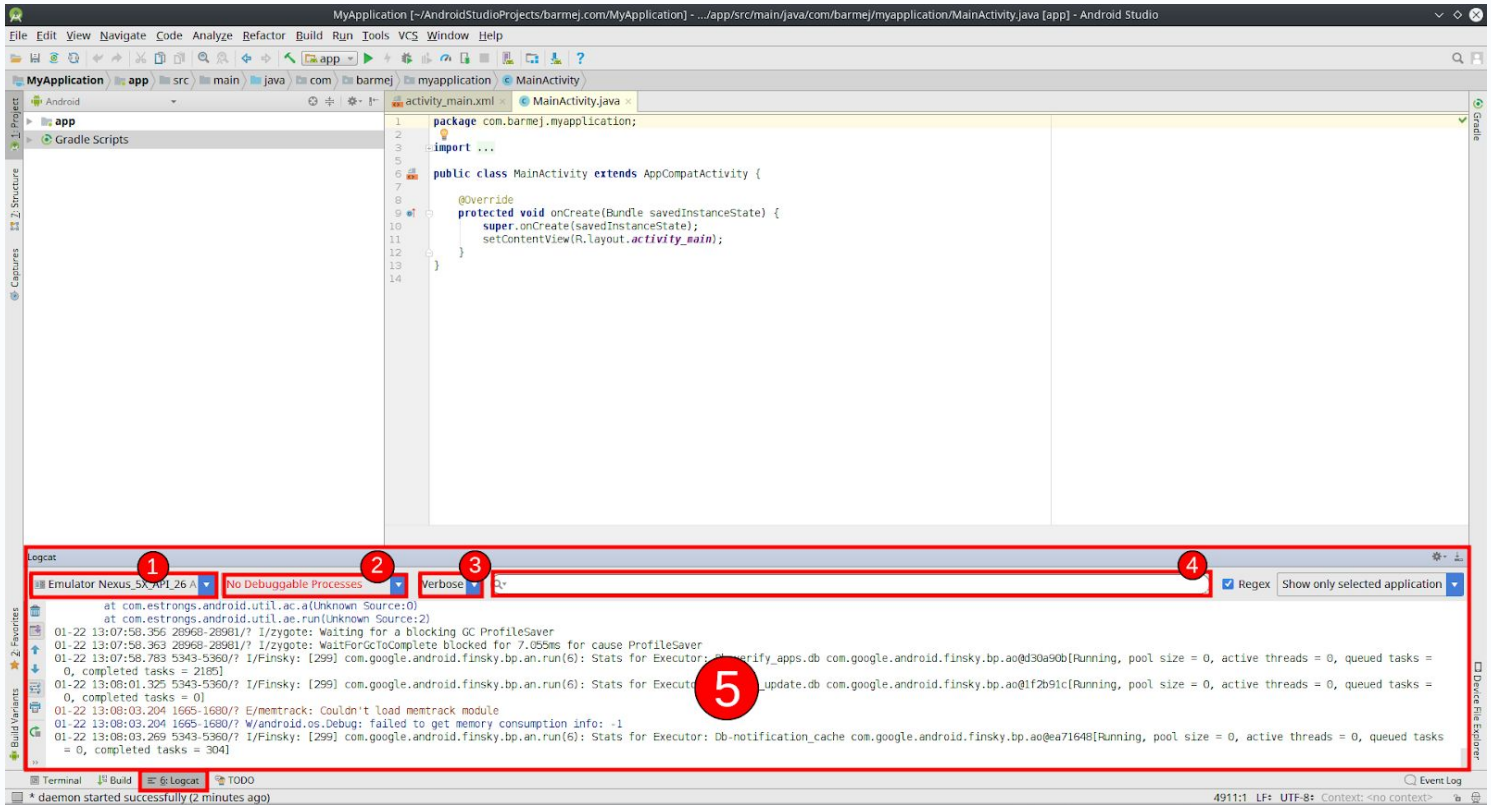 MyApplication [~/AndroidStudioProjects/barmej.com/MyApplication] - .../app/src/main/java/com/barmej/myapplication/MainActivity.java [app] - Android Studio
File Edit View Navigate Code Analyze Refactor Build Run Tools VCS Window Help
app
MyApplication app src main java com barmej myapplication MainActivity
1: Project
7: Structure
Captures
2: Favorites
Build Variants
Android
app
Gradle Scripts
activity_main.xml MainActivity.java
1 package com.barmej.myapplication;
2
3 import ...
5
6 public class MainActivity extends AppCompatActivity {
7
8 @Override
9 protected void onCreate(Bundle savedInstanceState) {
10 super.onCreate(savedInstanceState);
11 setContentView(R.layout.activity_main);
12 }
13 }
14
Gradle
Device File Explorer
Logcat
1 2 3 4
Emulator Nexus_5X_API_26 A No Debuggable Processes Verbose Regex Show only selected application
at com.estrongs.android.util.ac.a(Unknown Source:0)
at com.estrongs.android.util.ae.run(Unknown Source:2)
01-22 13:07:58.356 28968-28981/? I/zygote: Waiting for a blocking GC ProfileSaver
01-22 13:07:58.363 28968-28981/? I/zygote: WaitForGcToComplete blocked for 7.055ms for cause ProfileSaver
01-22 13:07:58.783 5343-5360/? I/Finsky: [299] com.google.android.finsky.bp.an.run(6): Stats for Executor: verify_apps.db com.google.android.finsky.bp.ao@d30a90b[Running, pool size = 0, active threads = 0, queued tasks =
0, completed tasks = 2185]
01-22 13:08:01.325 5343-5360/? I/Finsky: [299] com.google.android.finsky.bp.an.run(6): Stats for _update.db com.google.android.finsky.bp.ao@1f2b91c[Running, pool size = 0, active threads = 0, queued tasks =
0, completed tasks = 0]
01-22 13:08:03.204 1665-1680/? E/memtrack: Couldn't load memtrack module
01-22 13:08:03.204 1665-1680/? W/android.os.Debug: failed to get memory consumption info: -1
01-22 13:08:03.269 5343-5360/? I/Finsky: [299] com.google.android.finsky.bp.an.run(6): Stats for Executor: Db-notification_cache com.google.android.finsky.bp.ao@ea71648[Running, pool size = 0, active threads = 0, queued tasks
= 0, completed tasks = 304]
5
Terminal Build 6: Logcat TODO Event Log
* daemon started successfully (2 minutes ago) 4911:1 LF÷ UTF-8÷ Context: <no context>